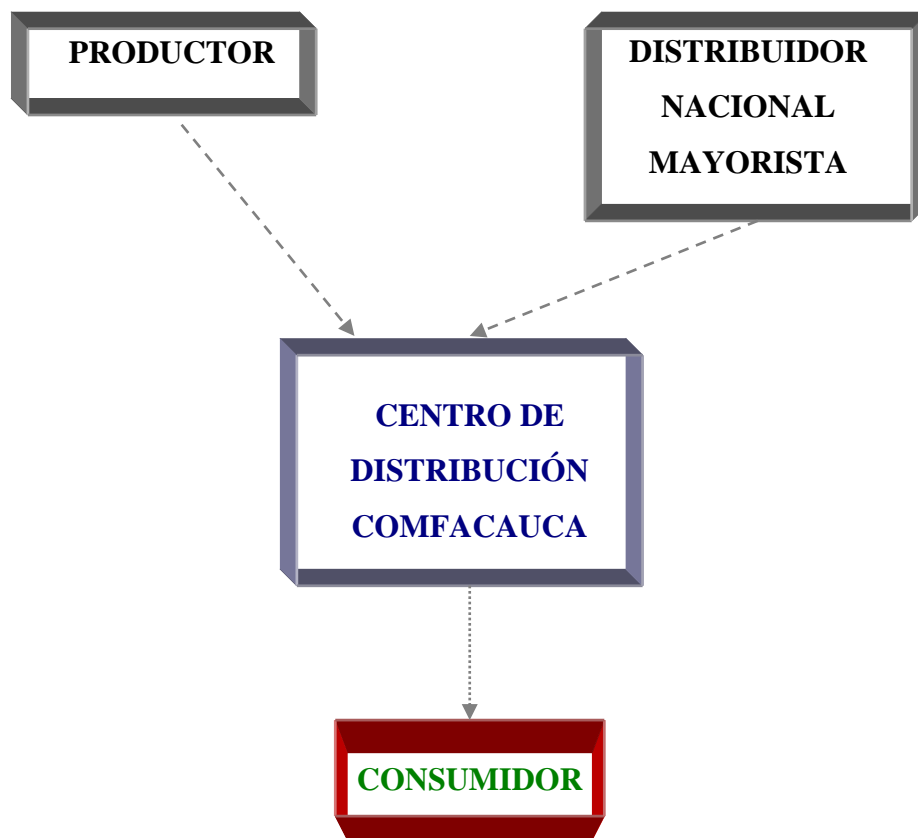 PRODUCTOR
DISTRIBUIDOR
NACIONAL
MAYORISTA
CENTRO DE
DISTRIBUCIÓN
COMFACAUCA
CONSUMIDOR